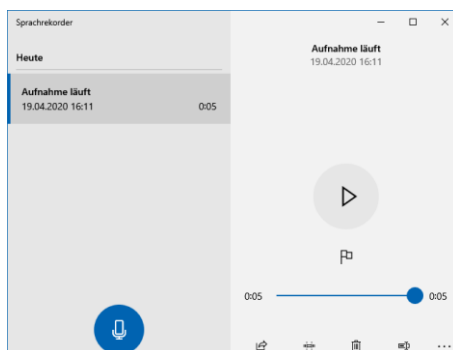 Sprachrekorder
Heute
Aufnahme läuft
19.04.2020 16:11 0:05
Aufnahme läuft
19.04.2020 16:11
0:05 0:05